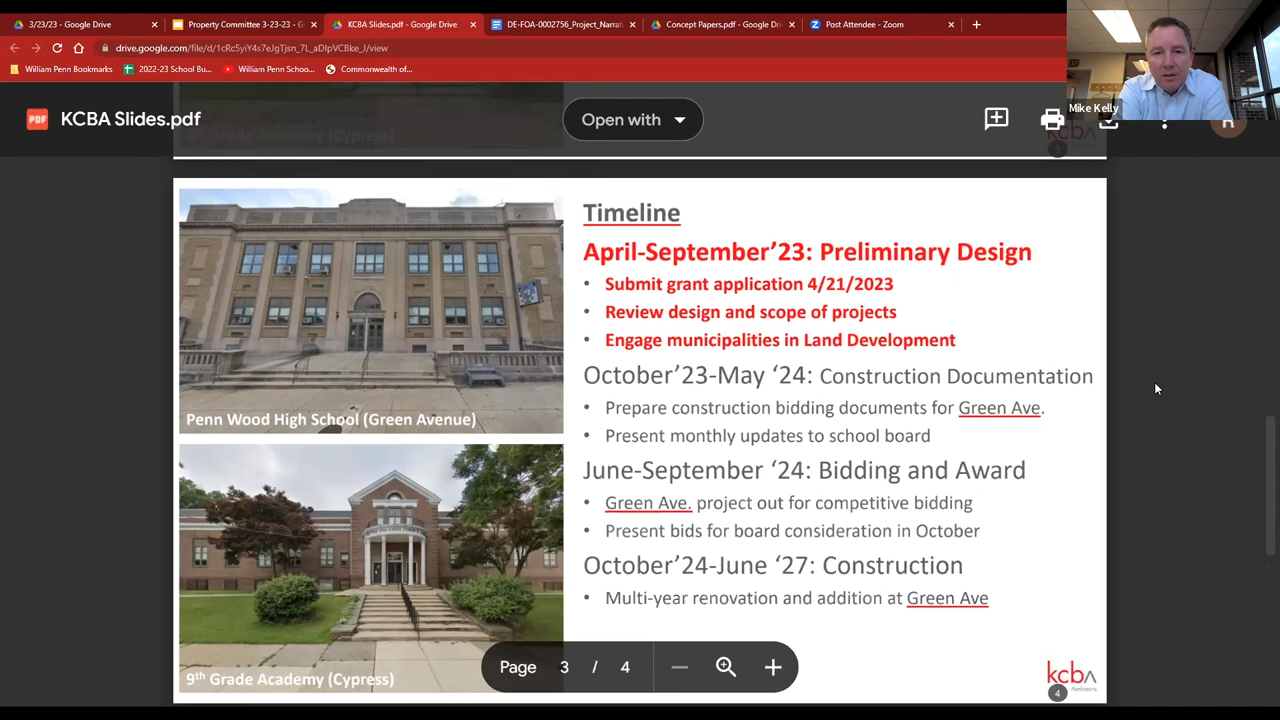 3/23/23 - Google Drive
Property Committee 3-23-23 - G
KCBA Slides.pdf - Google Drive
DE-FOA-0002756_Project_Narrat
Concept Papers.pdf - Google Dri
Post Attendee - Zoom
drive.google.com/file/d/1cRc5yiY4s7eJgTjsn_7L_aDIpVCBke_J/view
William Penn Bookmarks
2022-23 School Bu...
William Penn Schoo...
Commonwealth of...
Mike Kelly
PDF
KCBA Slides.pdf
Open with
Grade Academy (Cypress)
3
Timeline
April-September'23: Preliminary Design
• Submit grant application 4/21/2023
• Review design and scope of projects
• Engage municipalities in Land Development
October'23-May '24: Construction Documentation
• Prepare construction bidding documents for Green Ave.
• Present monthly updates to school board
June-September '24: Bidding and Award
• Green Ave. project out for competitive bidding
• Present bids for board consideration in October
October'24-June '27: Construction
• Multi-year renovation and addition at Green Ave
Penn Wood High School (Green Avenue)
9th Grade Academy (Cypress)
Page 3 / 4
kcba
Architects
4